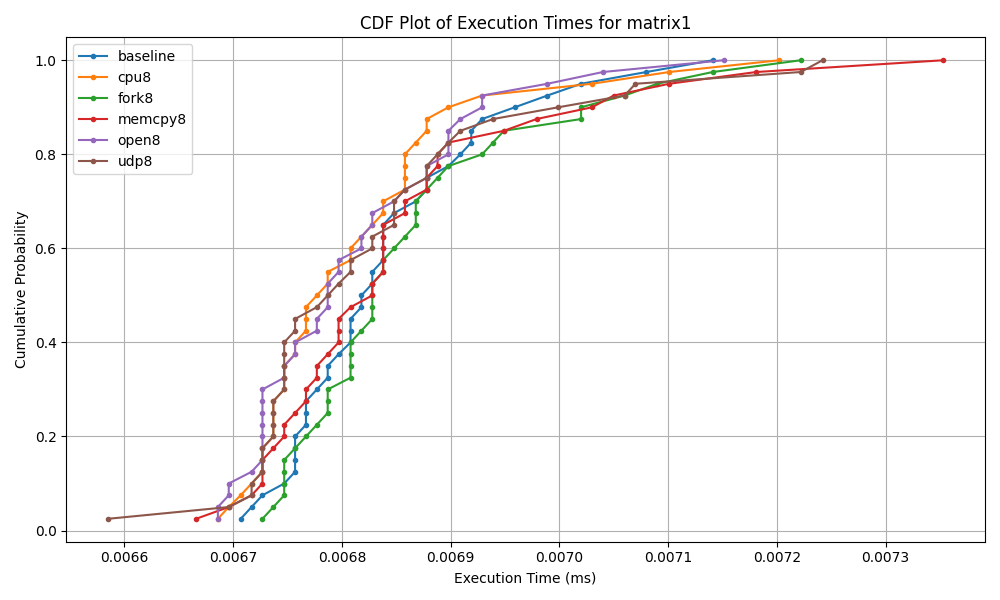 CDF Plot of Execution Times for matrix1
baseline
cpu8
fork8
memcpy8
open8
udp8
1.0
0.8
0.6
0.4
0.2
0.0
Cumulative Probability
0.0066 0.0067 0.0068 0.0069 0.0070 0.0071 0.0072 0.0073
Execution Time (ms)